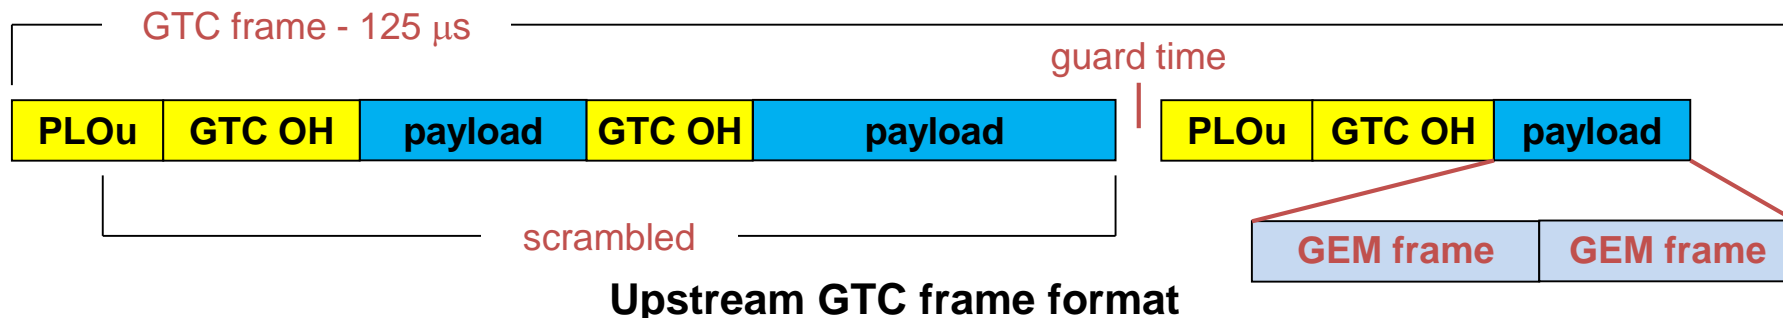 GTC frame - 125 μs
guard time
PLOu GTC OH payload GTC OH payload PLOu GTC OH payload
scrambled
GEM frame GEM frame
Upstream GTC frame format